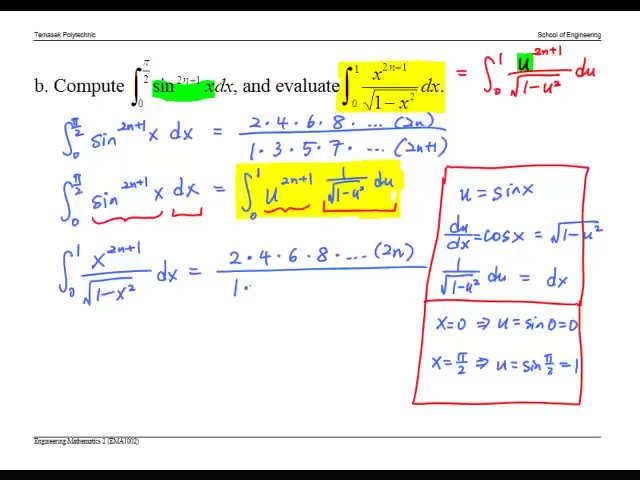 Temasek Polytechnic School of Engineering
b. Compute ∫₀^{π/2} sin^{2n+1} x dx, and evaluate ∫₀¹ x^{2n+1}/√(1−x²) dx. = ∫₀¹ u^{2n+1}/√(1−u²) du
∫₀^{π/2} sin^{2n+1} x dx = 2·4·6·8· ... (2n) / 1·3·5·7· ... (2n+1)
∫₀^{π/2} sin^{2n+1} x dx = ∫₀¹ u^{2n+1} 1/√(1−u²) du
∫₀¹ x^{2n+1}/√(1−x²) dx = 2·4·6·8· ... (2n) / 1·
u = sinx
du/dx = cosx = √(1−u²)
1/√(1−u²) du = dx
x=0 ⇒ u = sin0 = 0
x=π/2 ⇒ u = sin π/2 = 1
Engineering Mathematics 2 (EMA1002)